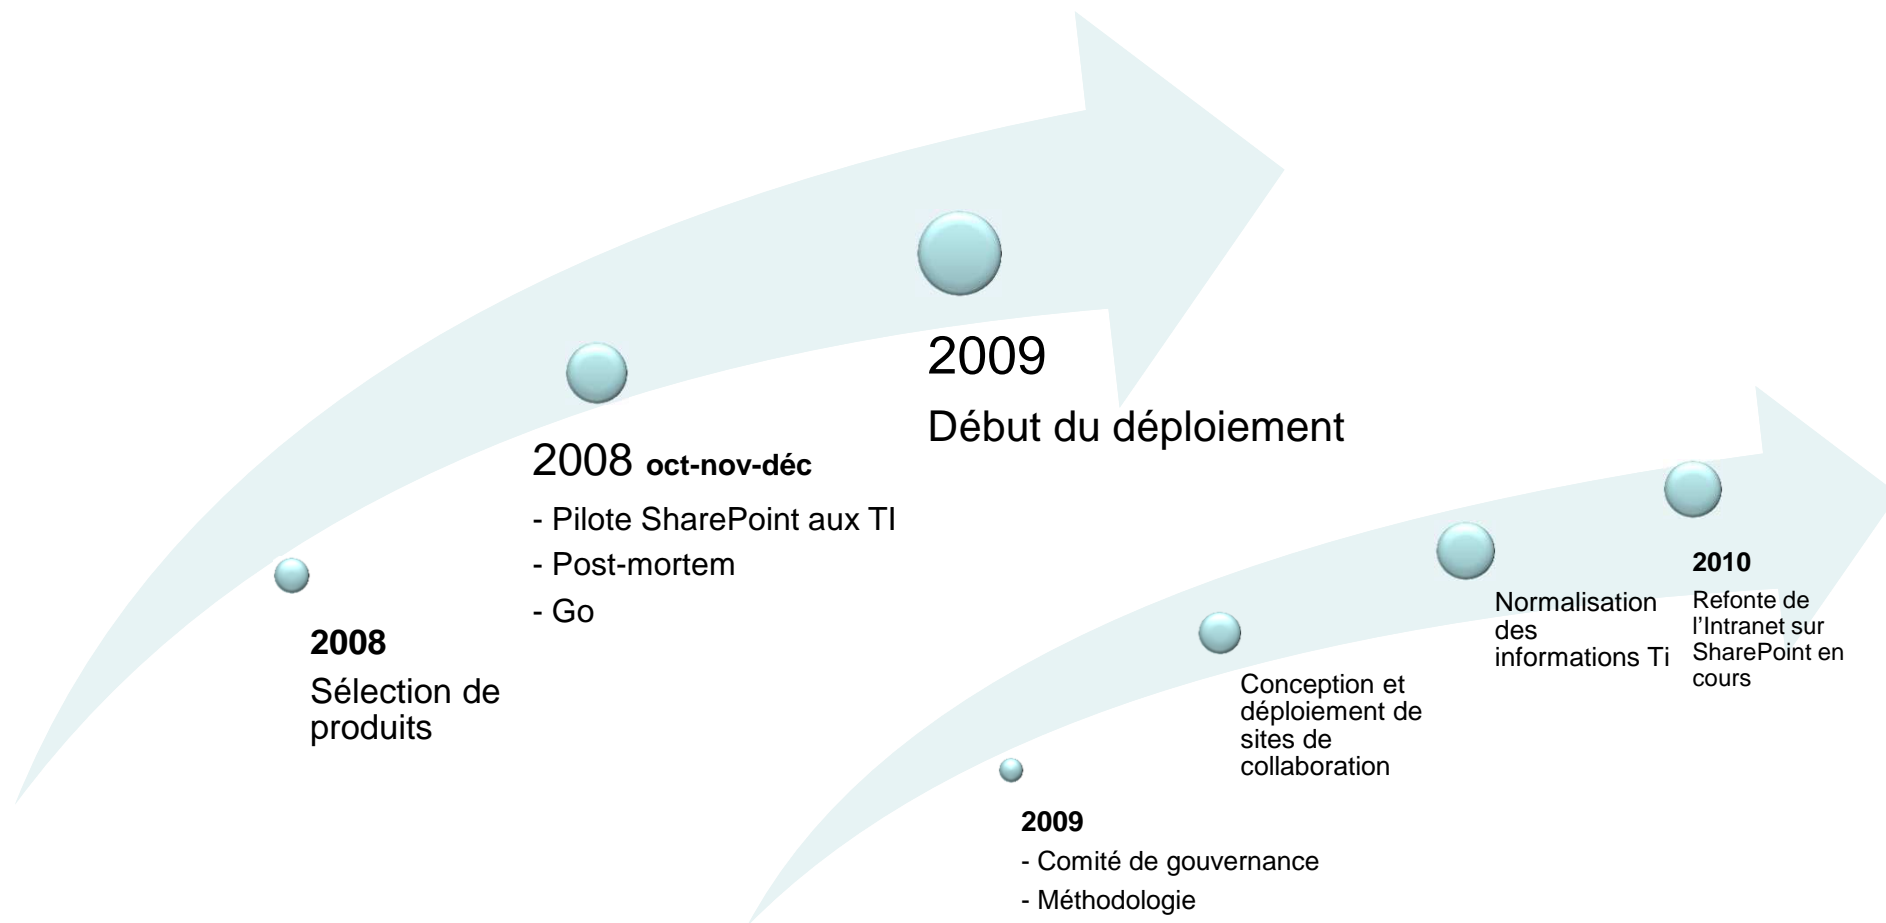 2008
Sélection de
produits
2008 oct-nov-déc
- Pilote SharePoint aux TI
- Post-mortem
- Go
2009
Début du déploiement
2009
- Comité de gouvernance
- Méthodologie
Conception et
déploiement de
sites de
collaboration
Normalisation
des
informations Ti
2010
Refonte de
l’Intranet sur
SharePoint en
cours